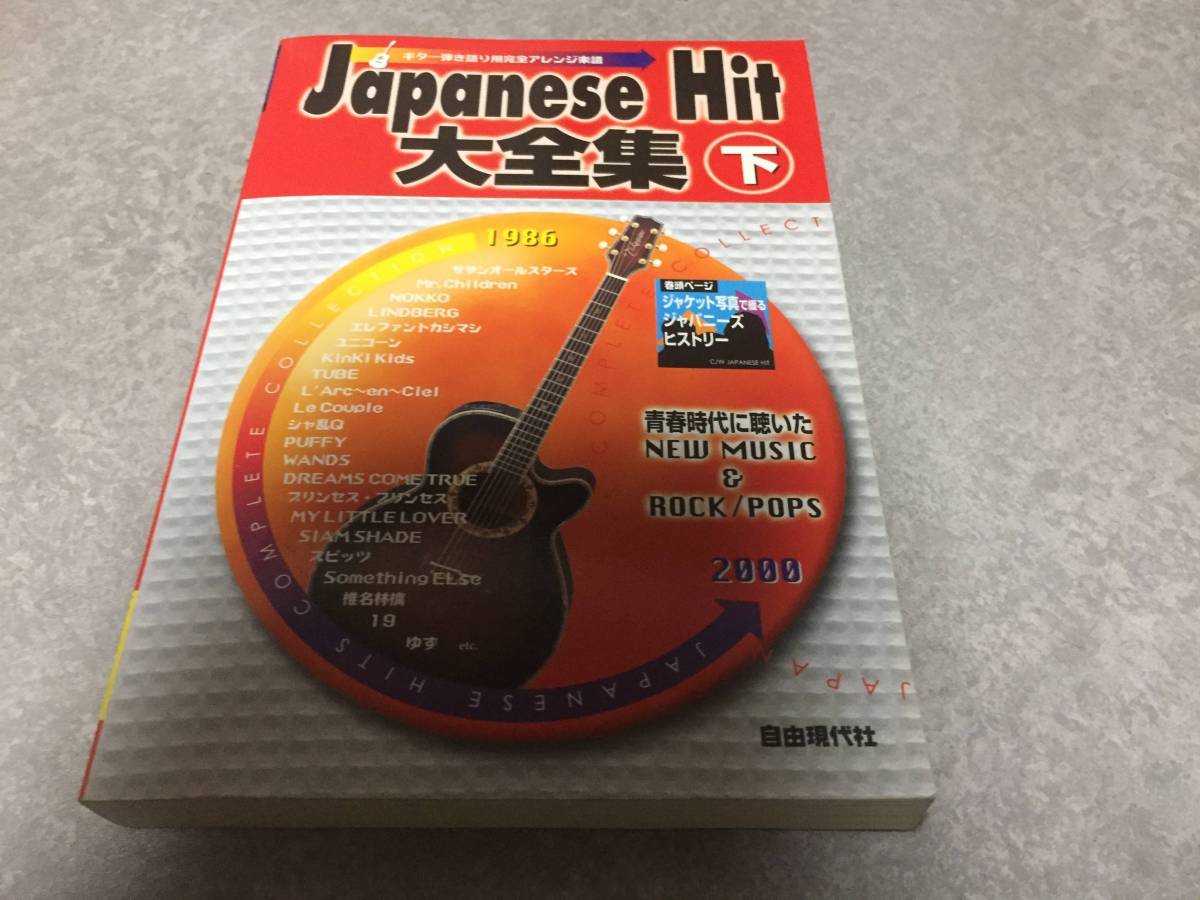 ギター弾き語り用完全アレンジ楽譜
Japanese Hit
大全集 下
1986
サザンオールスターズ
Mr.Children
NOKKO
LINDBERG
エレファントカシマシ
ユニコーン
KinKi Kids
TUBE
L'Arc~en~Ciel
Le Couple
シャ乱Q
PUFFY
WANDS
DREAMS COME TRUE
プリンセス・プリンセス
MY LITTLE LOVER
SIAM SHADE
スピッツ
Something ELse
椎名林檎
19
ゆず etc.
巻頭ページ
ジャケット写真で綴る
ジャパニーズ
ヒストリー
C/W JAPANESE HIT
青春時代に聴いた
NEW MUSIC
&
ROCK/POPS
2000
JAPANESE HITS COMPLETE COLLECTION
COMPLETE COLLECT
JAPA
自由現代社